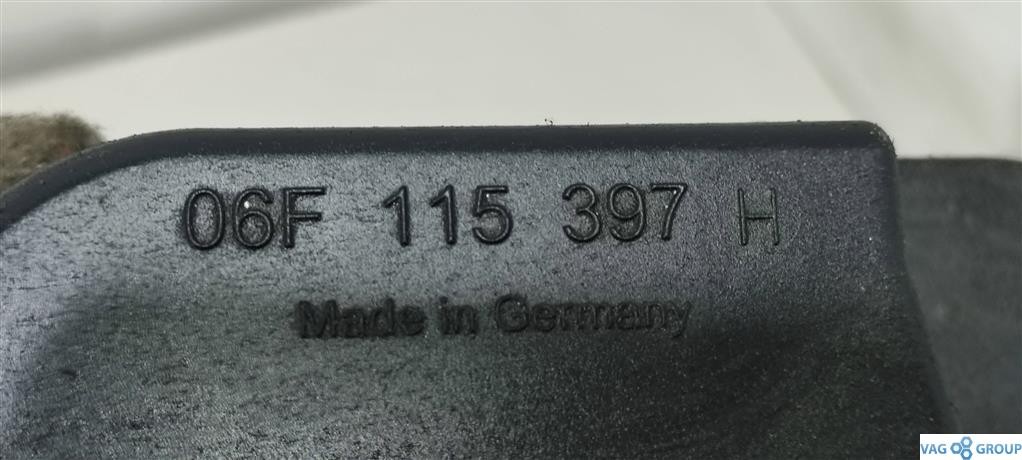 06F 115 397 H
Made in Germany
VAG GROUP